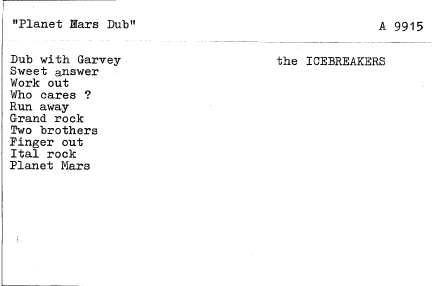 "Planet Mars Dub"
A 9915
Dub with Garvey
the ICEBREAKERS
Sweet answer
Work out
Who cares ?
Run away
Grand rock
Two brothers
Finger out
Ital rock
Planet Mars